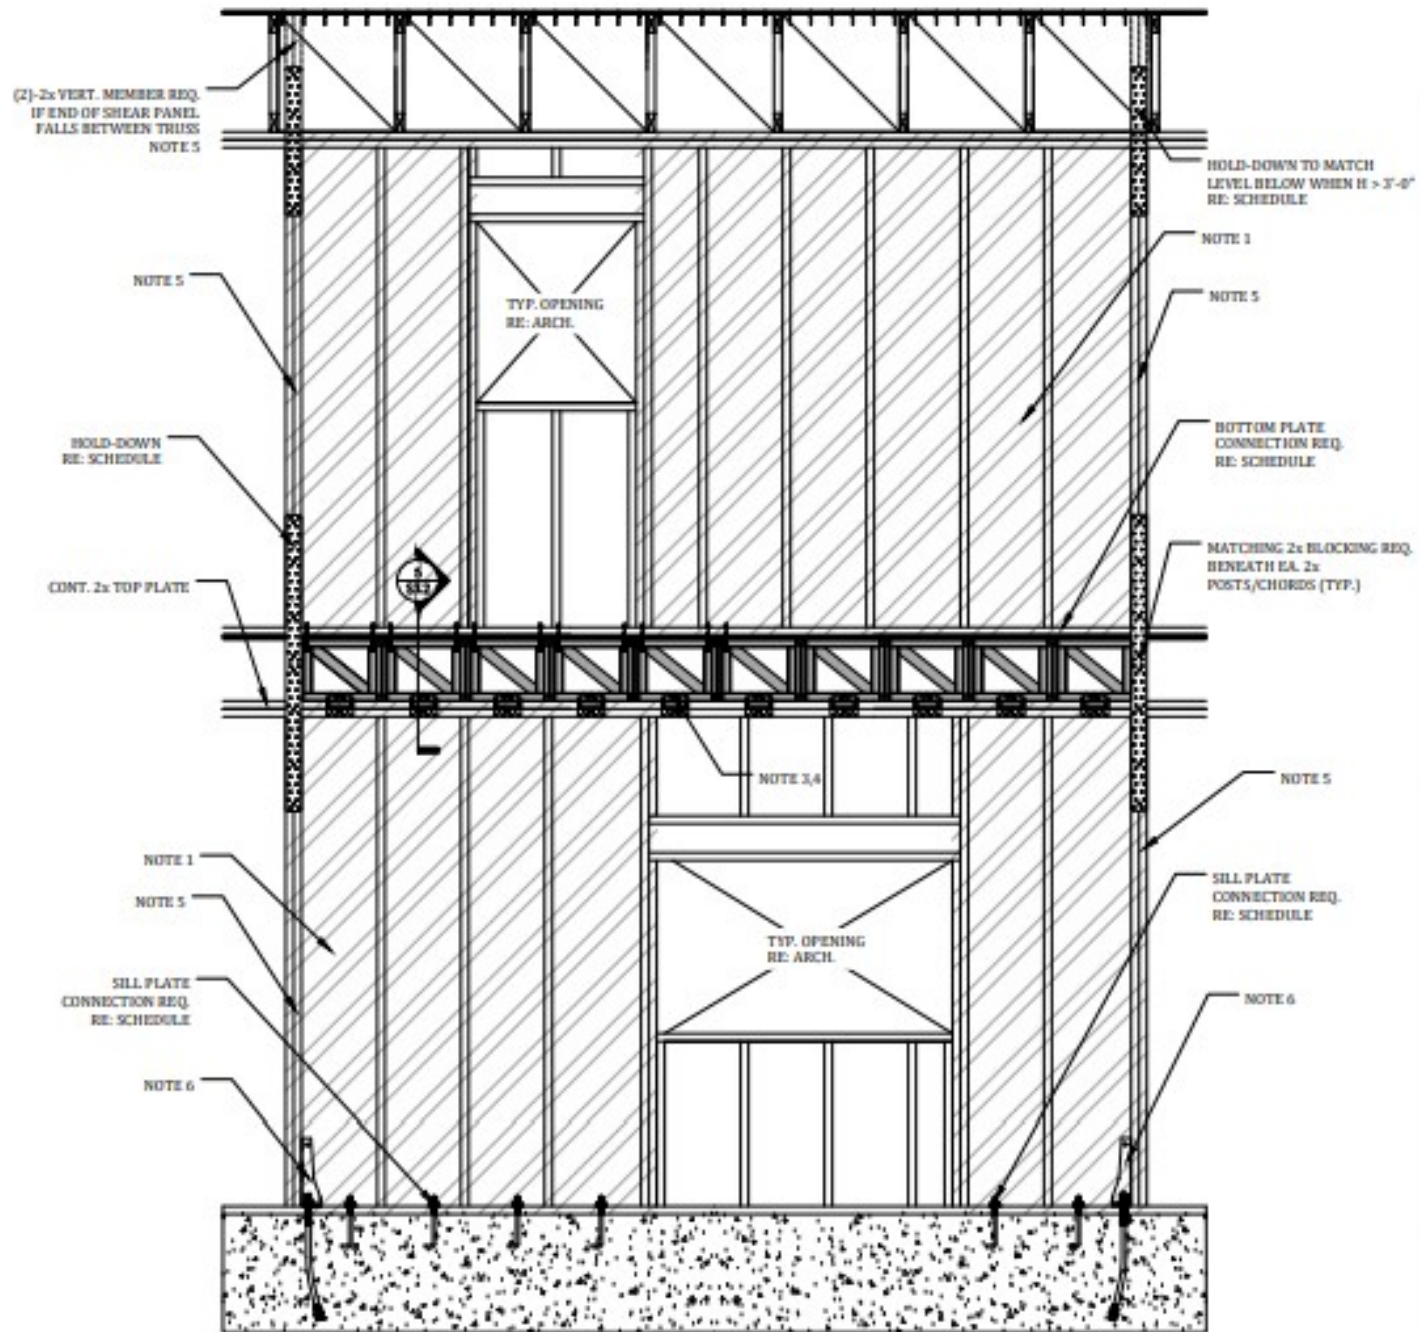 (2)-2x VERT. MEMBER REQ.
IF END OF SHEAR PANEL
FALLS BETWEEN TRUSS
NOTE 5
HOLD-DOWN TO MATCH
LEVEL BELOW WHEN H > 3'-0"
RE: SCHEDULE
NOTE 1
NOTE 5
NOTE 5
TYP. OPENING
RE: ARCH.
HOLD-DOWN
RE: SCHEDULE
BOTTOM PLATE
CONNECTION REQ.
RE: SCHEDULE
CONT. 2x TOP PLATE
MATCHING 2x BLOCKING REQ.
BENEATH EA. 2x
POSTS/CHORDS (TYP.)
NOTE 3,4
NOTE 5
NOTE 1
NOTE 5
SILL PLATE
CONNECTION REQ.
RE: SCHEDULE
TYP. OPENING
RE: ARCH.
SILL PLATE
CONNECTION REQ.
RE: SCHEDULE
NOTE 6
NOTE 6